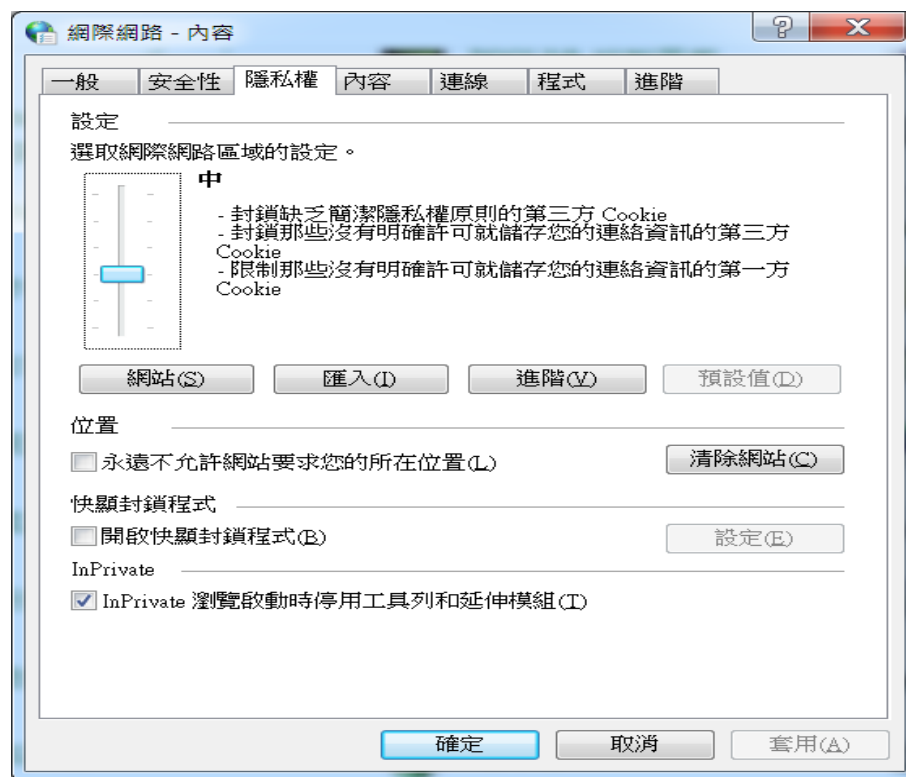 網際網路 - 內容
一般 安全性 隱私權 內容 連線 程式 進階
設定
選取網際網路區域的設定。
中
- 封鎖缺乏簡潔隱私權原則的第三方 Cookie
- 封鎖那些沒有明確許可就儲存您的連絡資訊的第三方
Cookie
- 限制那些沒有明確許可就儲存您的連絡資訊的第一方
Cookie
網站(S) 匯入(I) 進階(V) 預設值(D)
位置
永遠不允許網站要求您的所在位置(L) 清除網站(C)
快顯封鎖程式
開啟快顯封鎖程式(B) 設定(E)
InPrivate
InPrivate 瀏覽啟動時停用工具列和延伸模組(T)
確定 取消 套用(A)